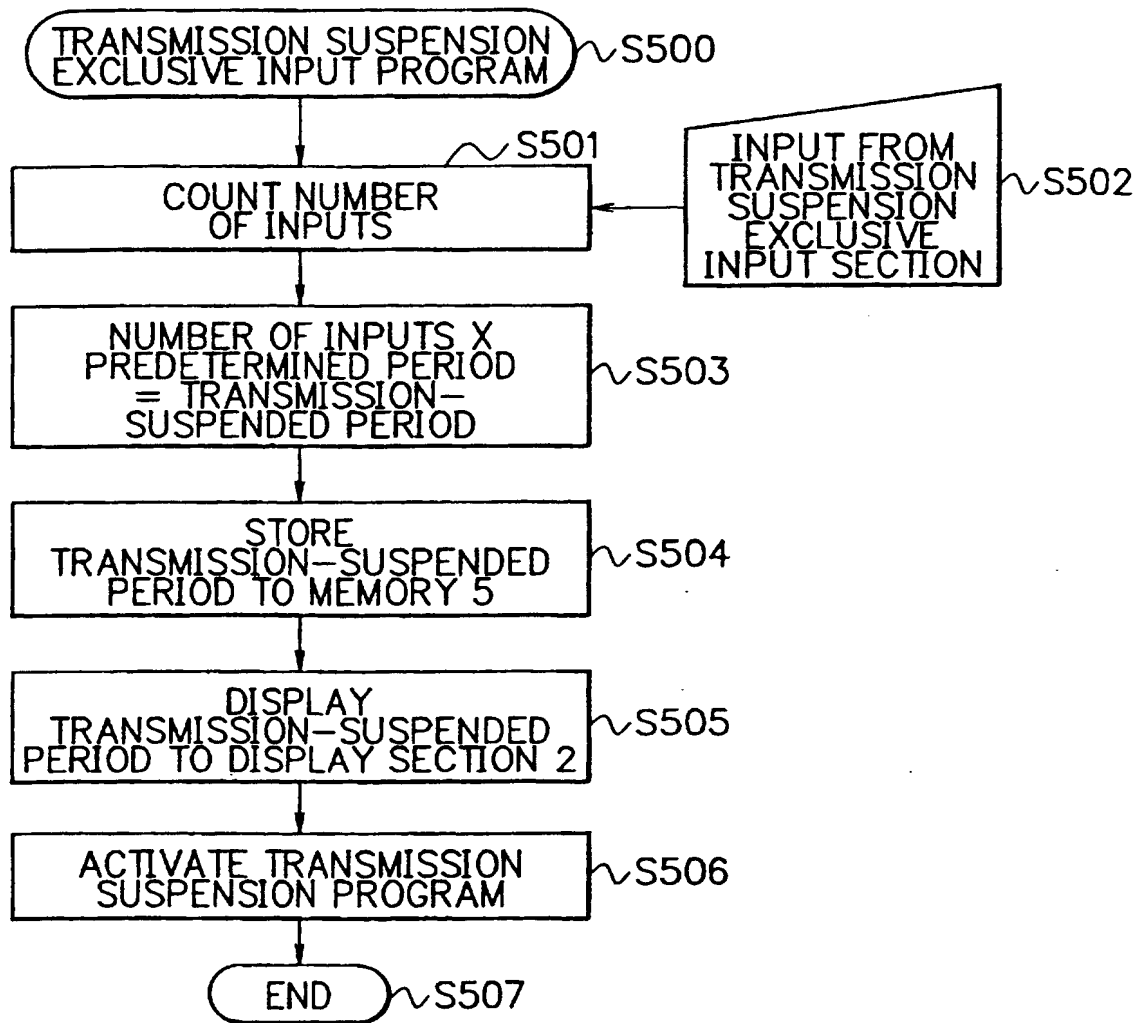 TRANSMISSION SUSPENSION
EXCLUSIVE INPUT PROGRAM
S500
S501
COUNT NUMBER
OF INPUTS
INPUT FROM
TRANSMISSION
SUSPENSION
EXCLUSIVE
INPUT SECTION
S502
NUMBER OF INPUTS X
PREDETERMINED PERIOD
= TRANSMISSION-
SUSPENDED PERIOD
S503
STORE
TRANSMISSION-SUSPENDED
PERIOD TO MEMORY 5
S504
DISPLAY
TRANSMISSION-SUSPENDED
PERIOD TO DISPLAY SECTION 2
S505
ACTIVATE TRANSMISSION
SUSPENSION PROGRAM
S506
END
S507